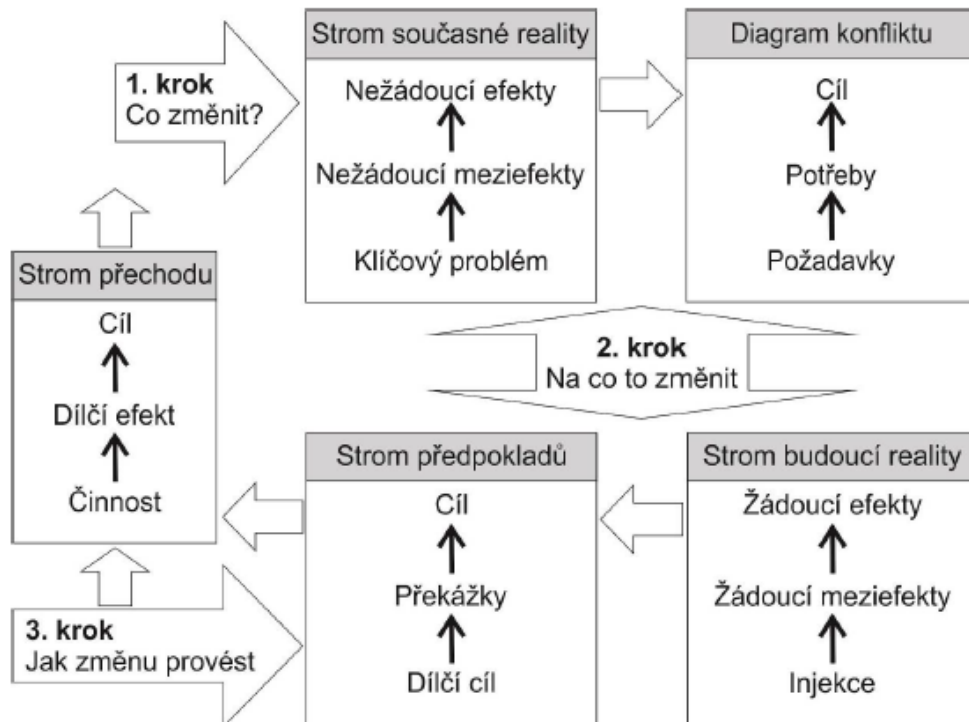 1. krok
Co změnit?
Strom současné reality
Nežádoucí efekty
Nežádoucí meziefekty
Klíčový problém
Diagram konfliktu
Cíl
Potřeby
Požadavky
2. krok
Na co to změnit
Strom přechodu
Cíl
Dílčí efekt
Činnost
Strom předpokladů
Cíl
Překážky
Dílčí cíl
Strom budoucí reality
Žádoucí efekty
Žádoucí meziefekty
Injekce
3. krok
Jak změnu provést